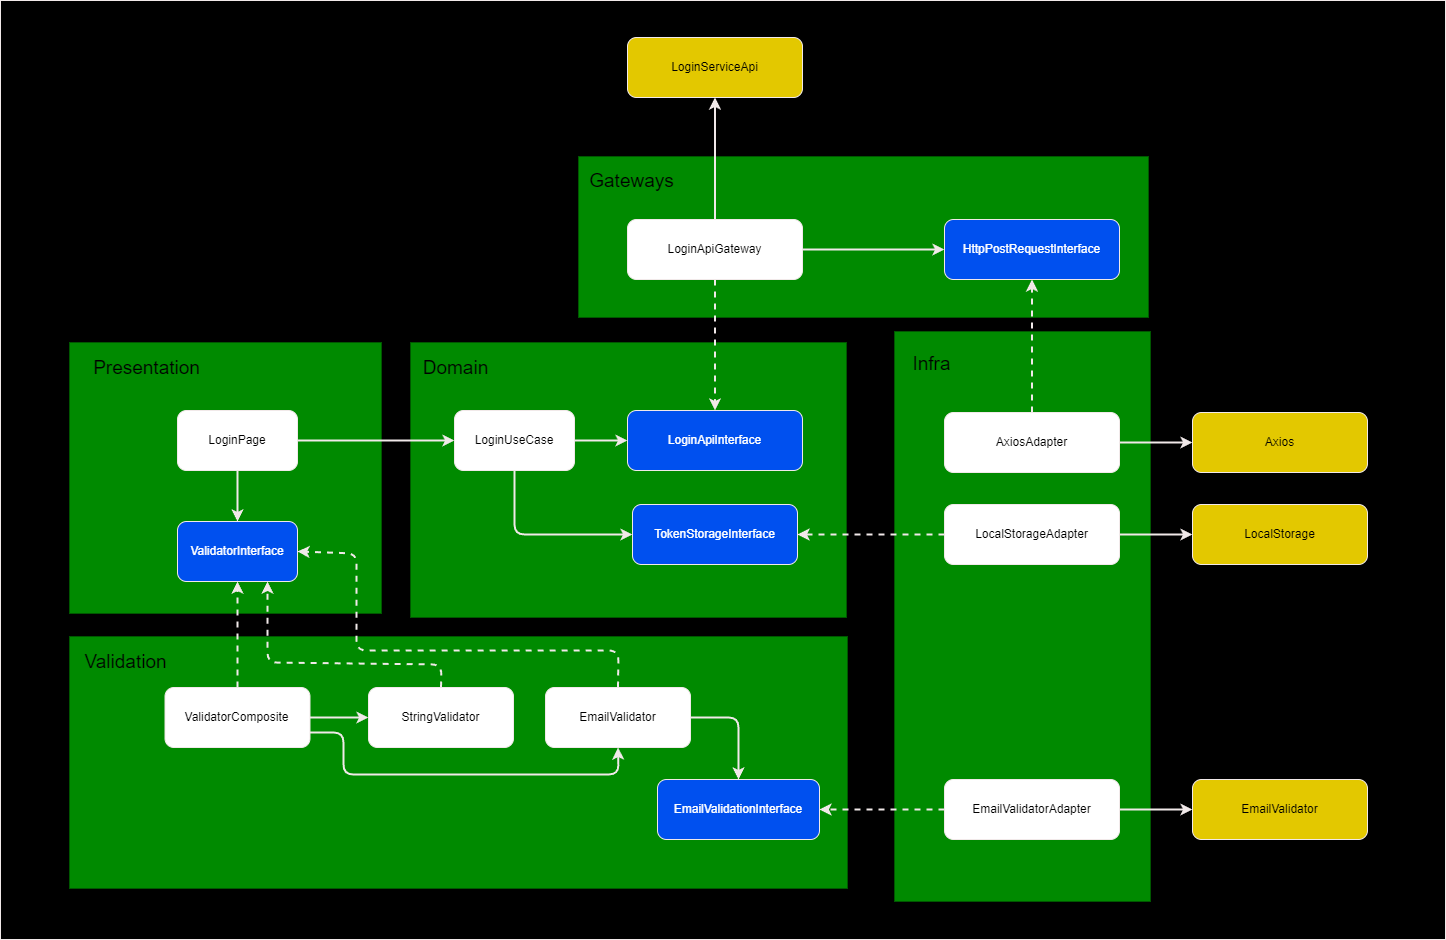 LoginServiceApi
Gateways
LoginApiGateway
HttpPostRequestInterface
Presentation
Domain
Infra
LoginPage
LoginUseCase
LoginApiInterface
AxiosAdapter
Axios
ValidatorInterface
TokenStorageInterface
LocalStorageAdapter
LocalStorage
Validation
ValidatorComposite
StringValidator
EmailValidator
EmailValidationInterface
EmailValidatorAdapter
EmailValidator